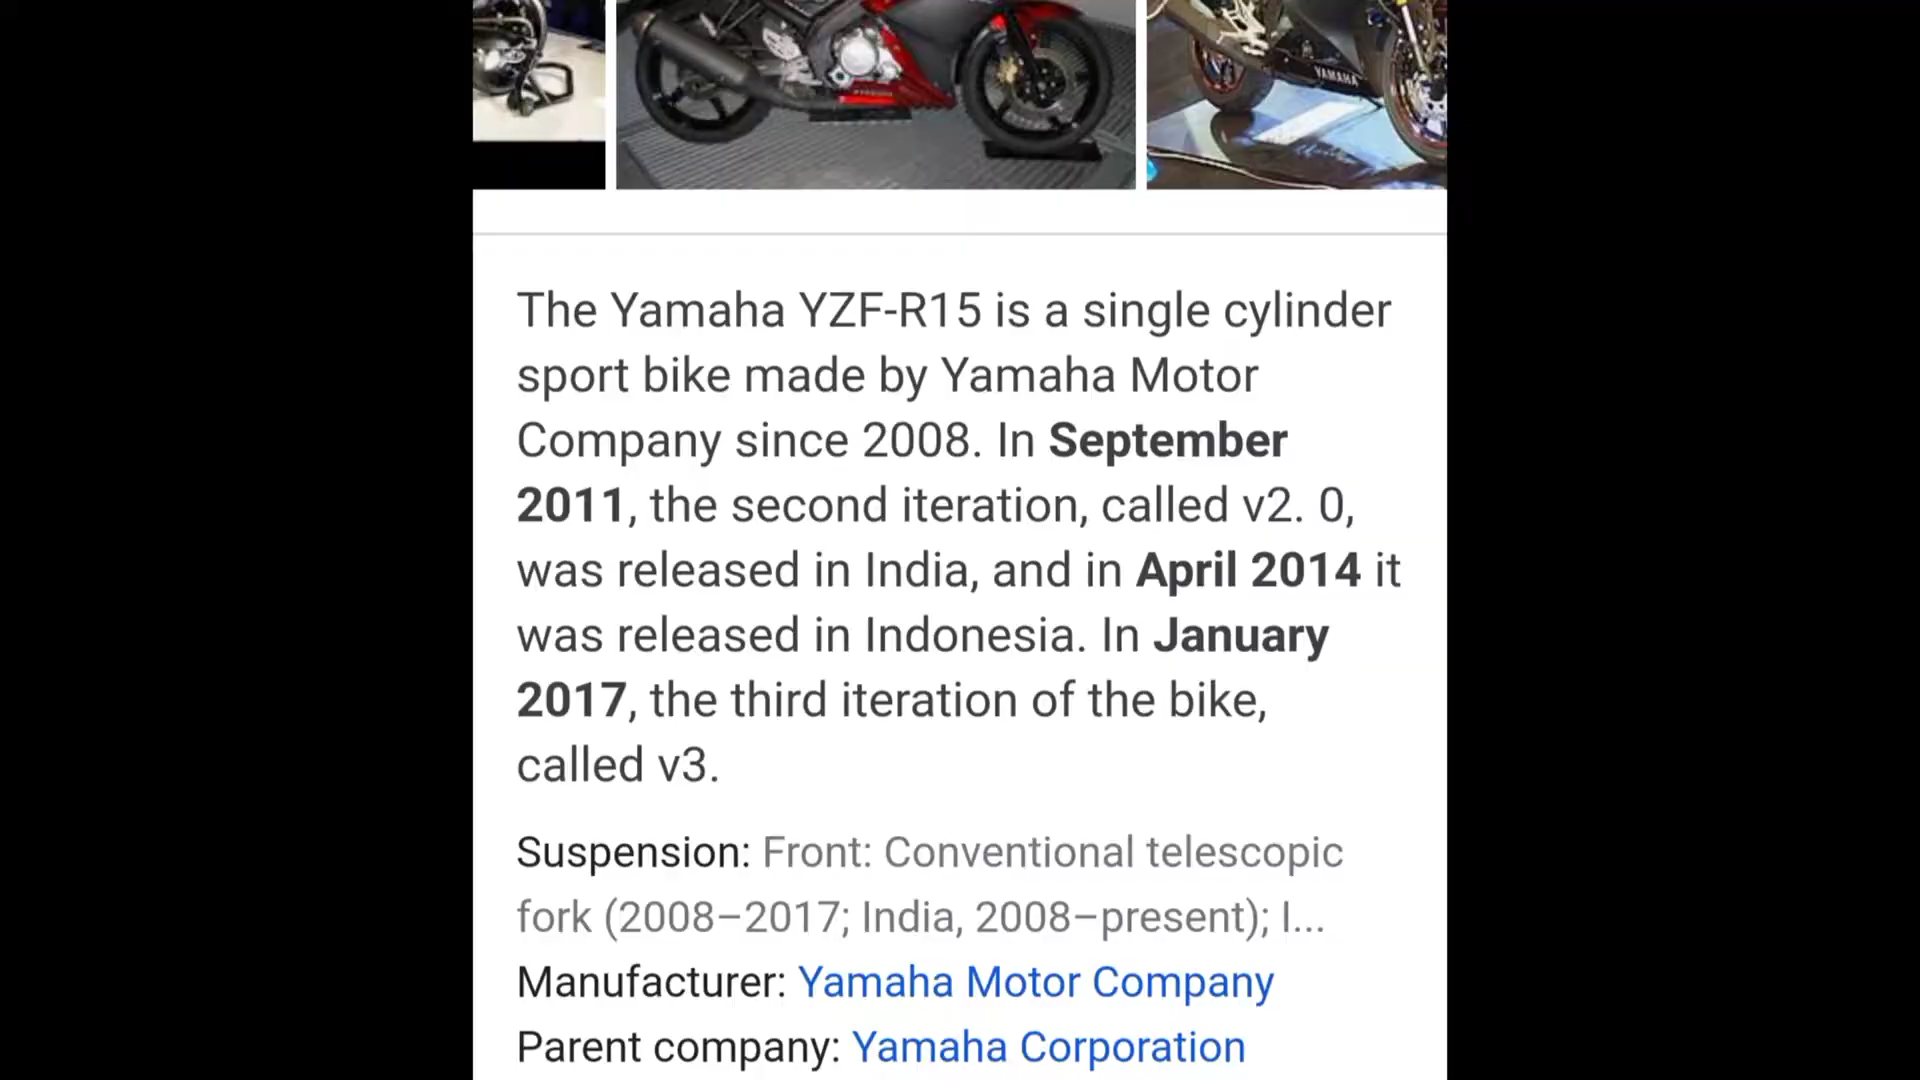 YAMAHA
The Yamaha YZF-R15 is a single cylinder
sport bike made by Yamaha Motor
Company since 2008. In September
2011, the second iteration, called v2. 0,
was released in India, and in April 2014 it
was released in Indonesia. In January
2017, the third iteration of the bike,
called v3.
Suspension: Front: Conventional telescopic
fork (2008–2017; India, 2008–present); I...
Manufacturer: Yamaha Motor Company
Parent company: Yamaha Corporation